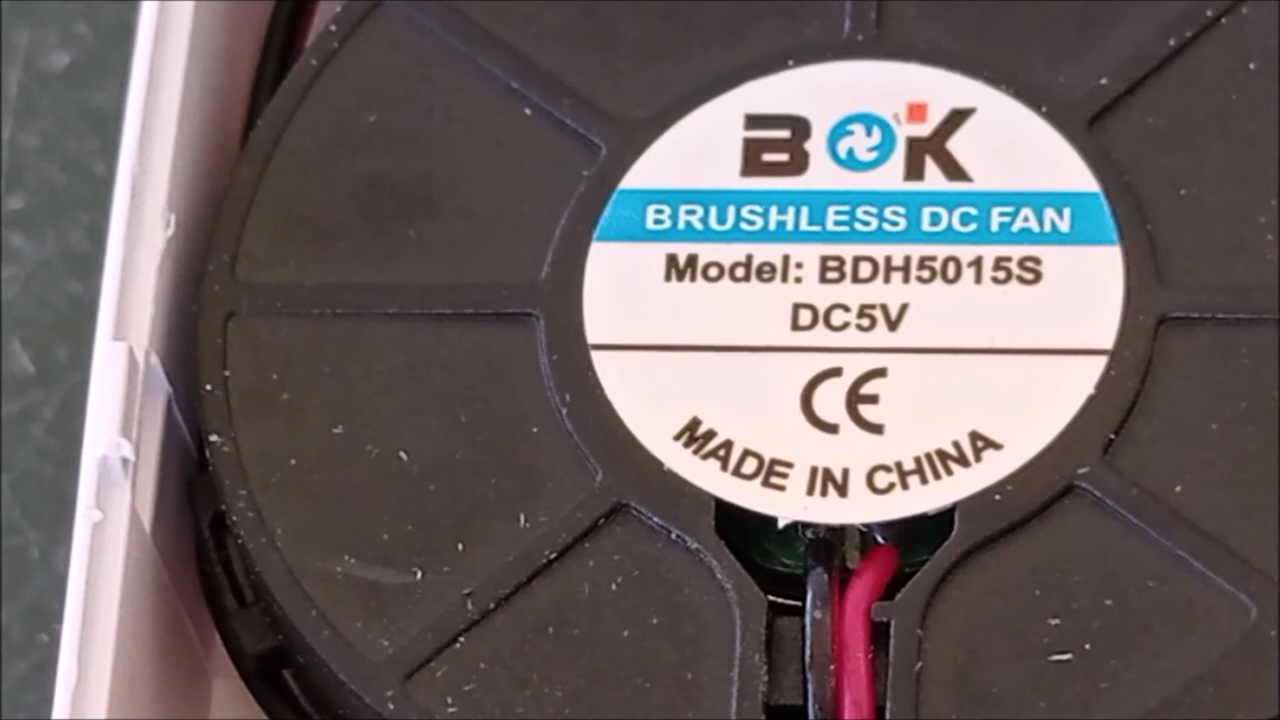 BOK
BRUSHLESS DC FAN
Model: BDH5015S
DC5V
CE
MADE IN CHINA